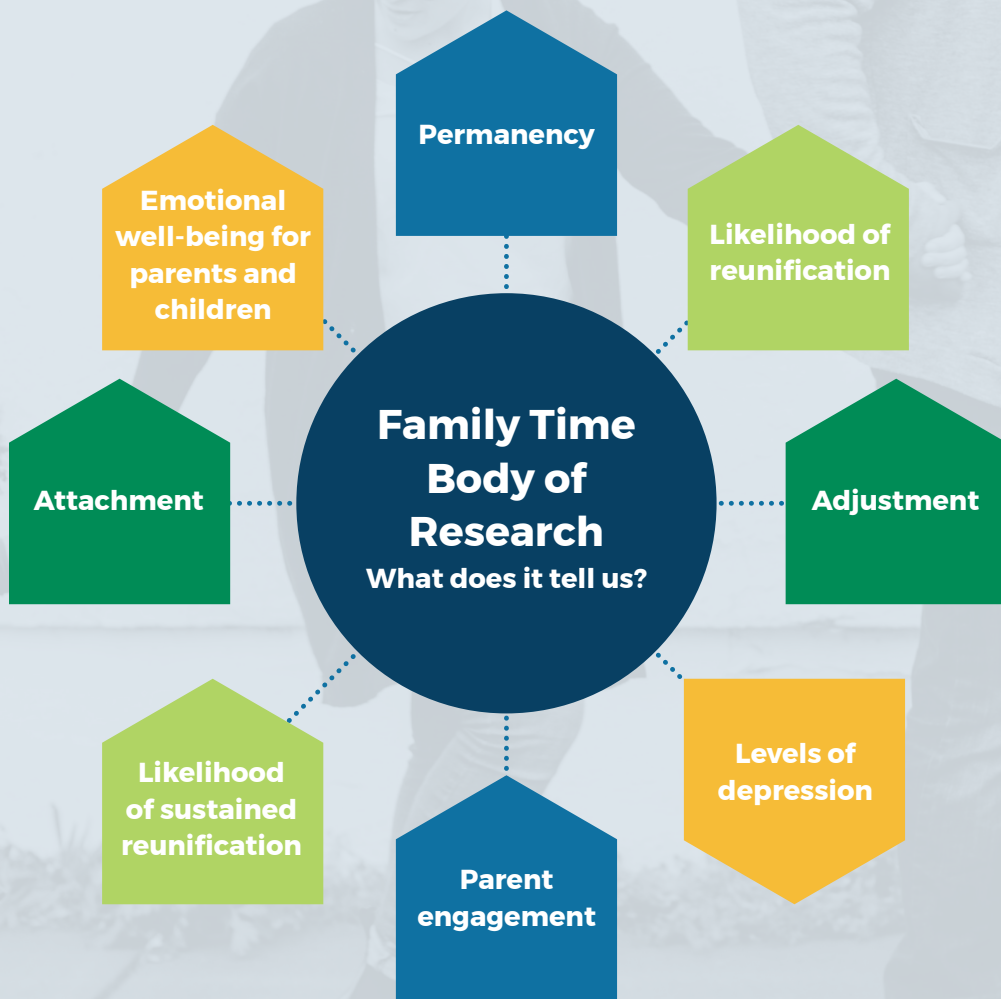 Permanency
Emotional
well-being for
parents and
children
Likelihood of
reunification
Family Time
Body of
Research
What does it tell us?
Attachment
Adjustment
Likelihood
of sustained
reunification
Levels of
depression
Parent
engagement